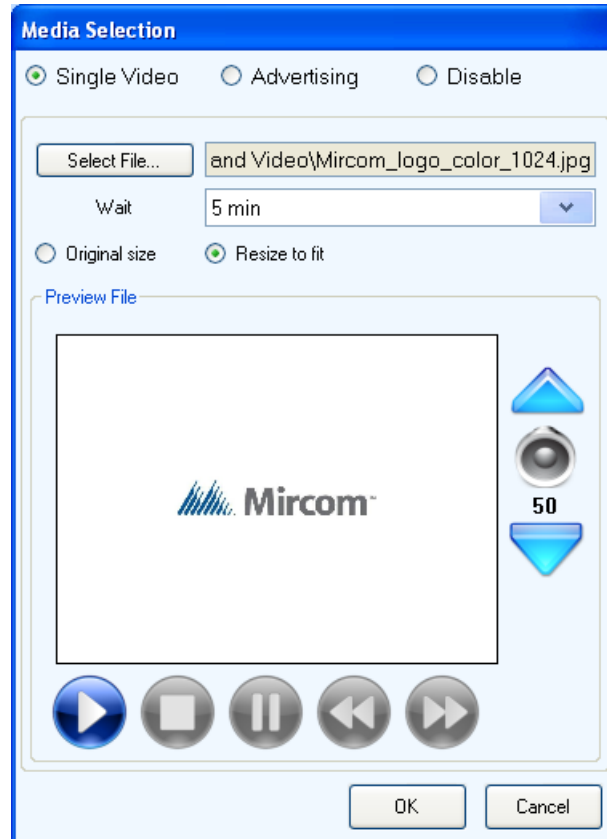 Media Selection
Single Video Advertising Disable
Select File... and Video\Mircom_logo_color_1024.jpg
Wait 5 min
Original size Resize to fit
Preview File
Mircom™
50
OK Cancel